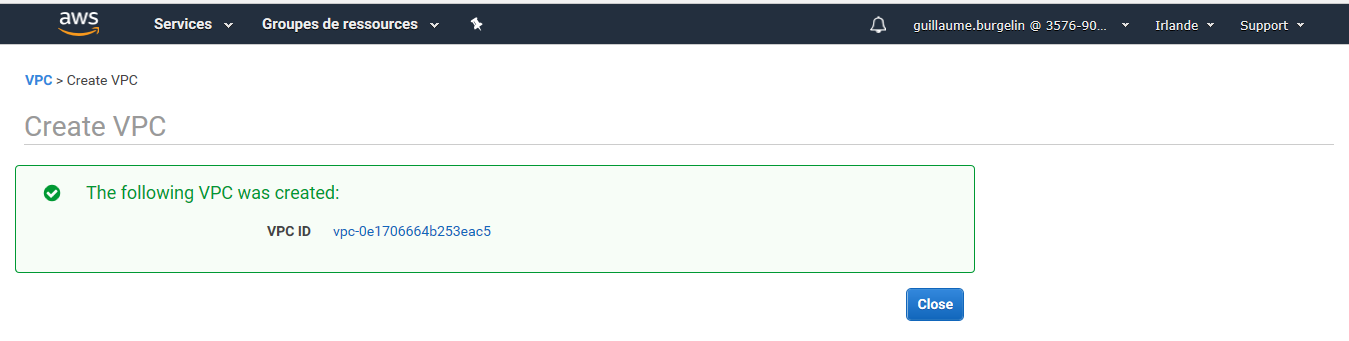 aws Services Groupes de ressources guillaume.burgelin @ 3576-90... Irlande Support
VPC > Create VPC
Create VPC
The following VPC was created:
VPC ID vpc-0e1706664b253eac5
Close